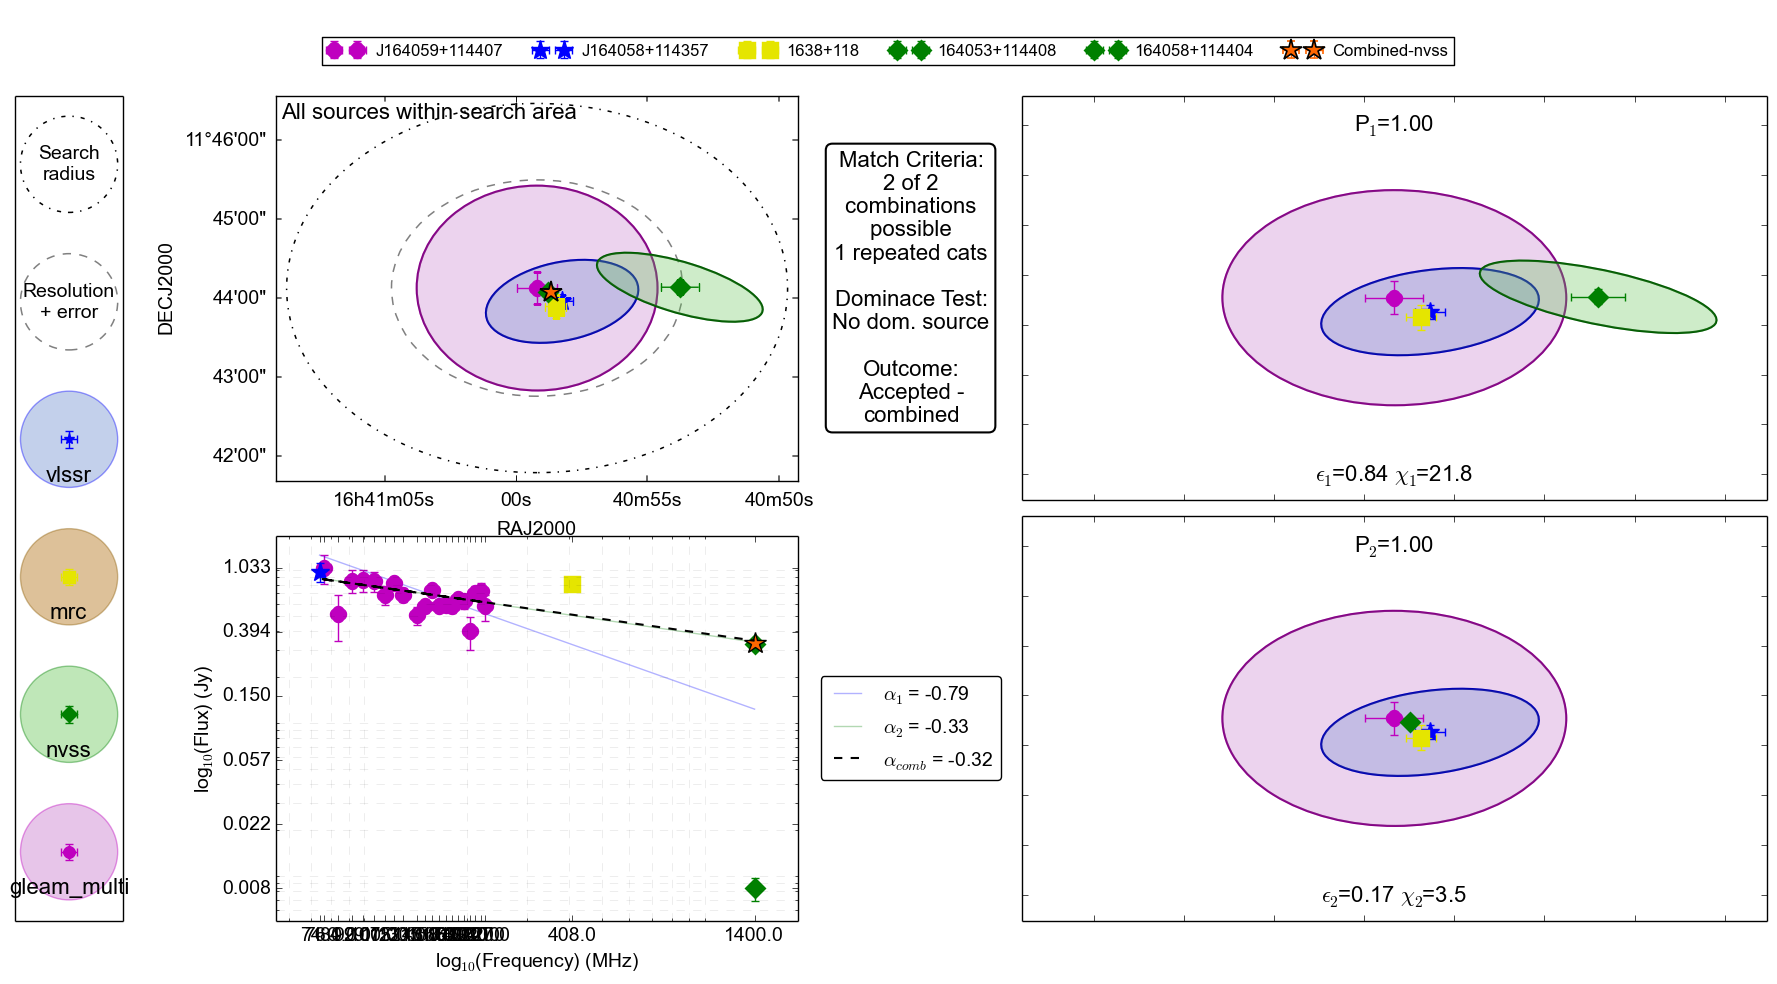 J164059+114407 J164058+114357 1638+118 164053+114408 164058+114404 Combined-nvss
Search
radius
Resolution
+ error
vlssr
mrc
nvss
gleam_multi
All sources within search area
DECJ2000
11°46'00"
45'00"
44'00"
43'00"
42'00"
16h41m05s 00s 40m55s 40m50s
RAJ2000
Match Criteria:
2 of 2
combinations
possible
1 repeated cats
Dominace Test:
No dom. source
Outcome:
Accepted -
combined
P1=1.00
ϵ1=0.84 χ1=21.8
log10(Flux) (Jy)
1.033
0.394
0.150
0.057
0.022
0.008
408.0 1400.0
log10(Frequency) (MHz)
α1 = -0.79
α2 = -0.33
αcomb = -0.32
P2=1.00
ϵ2=0.17 χ2=3.5